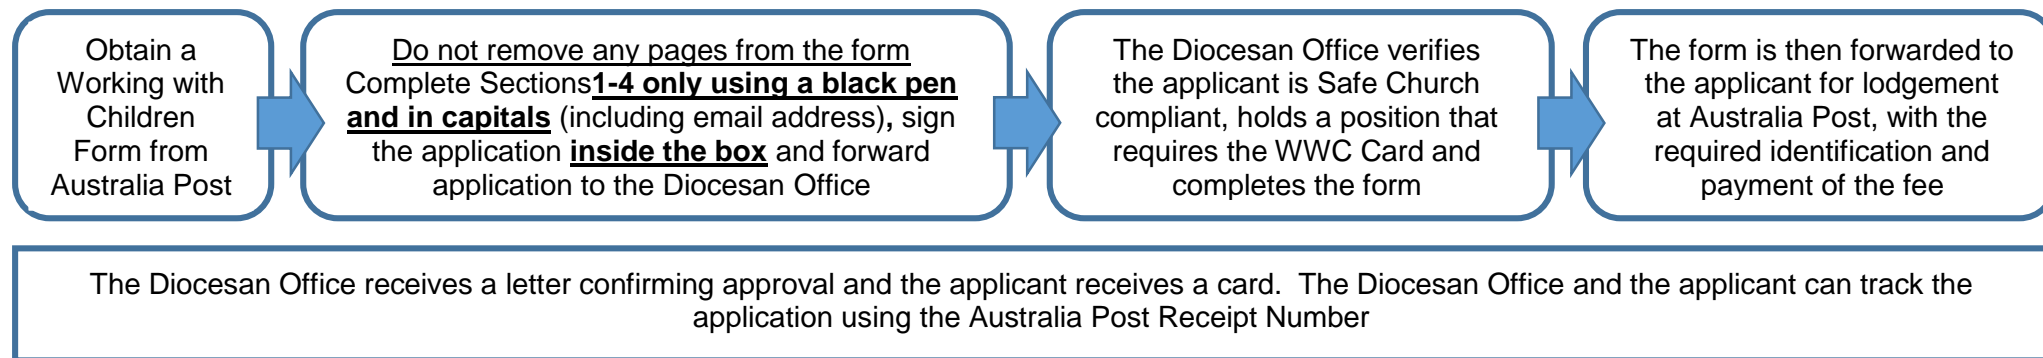 Obtain a
Working with
Children
Form from
Australia Post
Do not remove any pages from the form
Complete Sections1-4 only using a black pen
and in capitals (including email address), sign
the application inside the box and forward
application to the Diocesan Office
The Diocesan Office verifies
the applicant is Safe Church
compliant, holds a position that
requires the WWC Card and
completes the form
The form is then forwarded to
the applicant for lodgement
at Australia Post, with the
required identification and
payment of the fee
The Diocesan Office receives a letter confirming approval and the applicant receives a card. The Diocesan Office and the applicant can track the
application using the Australia Post Receipt Number